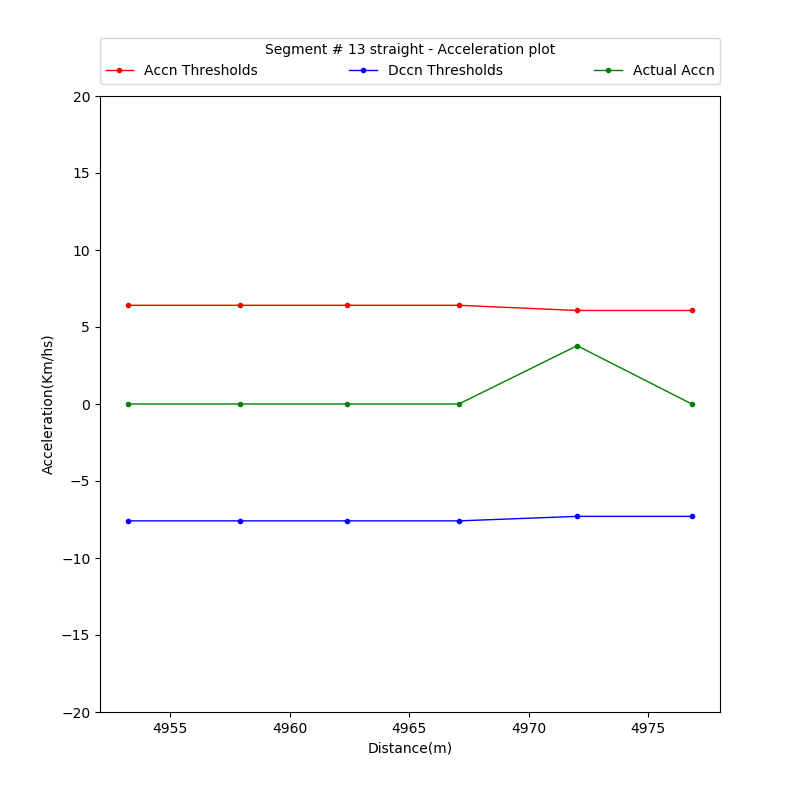 Segment # 13 straight - Acceleration plot
Accn Thresholds Dccn Thresholds Actual Accn
20
15
10
5
0
−5
−10
−15
−20
Acceleration(Km/hs)
4955 4960 4965 4970 4975
Distance(m)